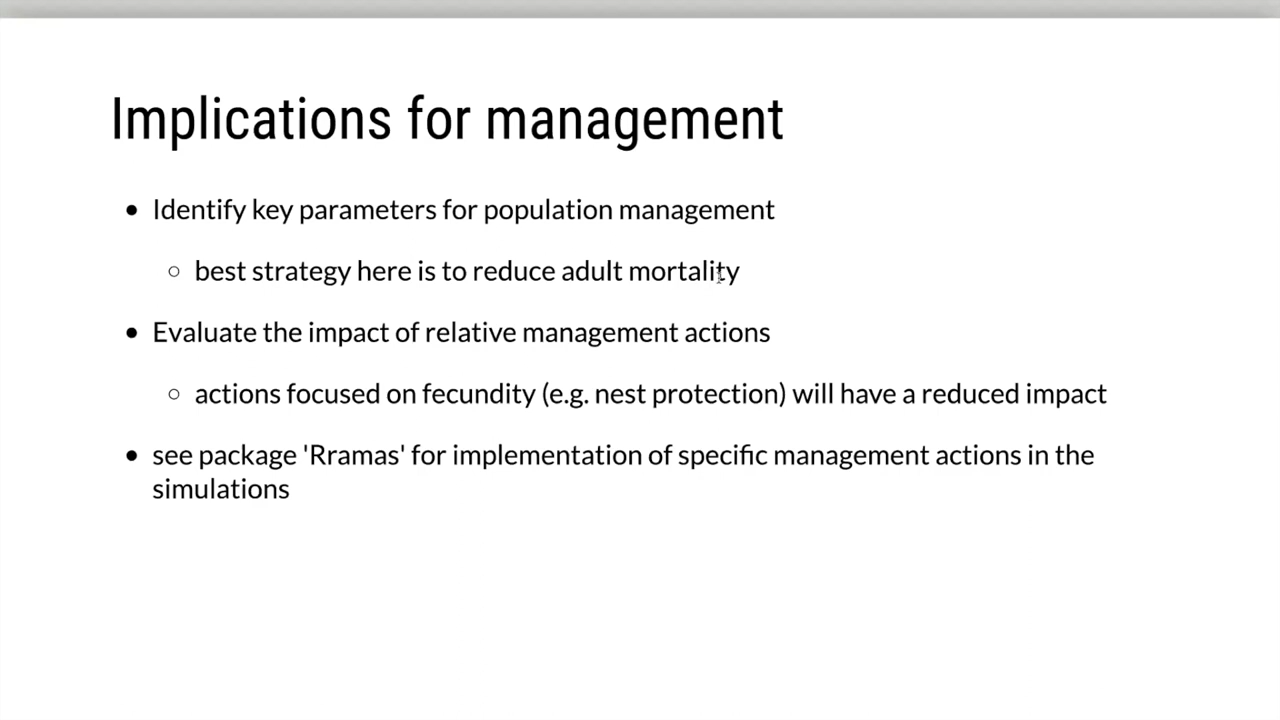 Implications for management
Identify key parameters for population management
best strategy here is to reduce adult mortality
Evaluate the impact of relative management actions
actions focused on fecundity (e.g. nest protection) will have a reduced impact
see package 'Rramas' for implementation of specific management actions in the
simulations